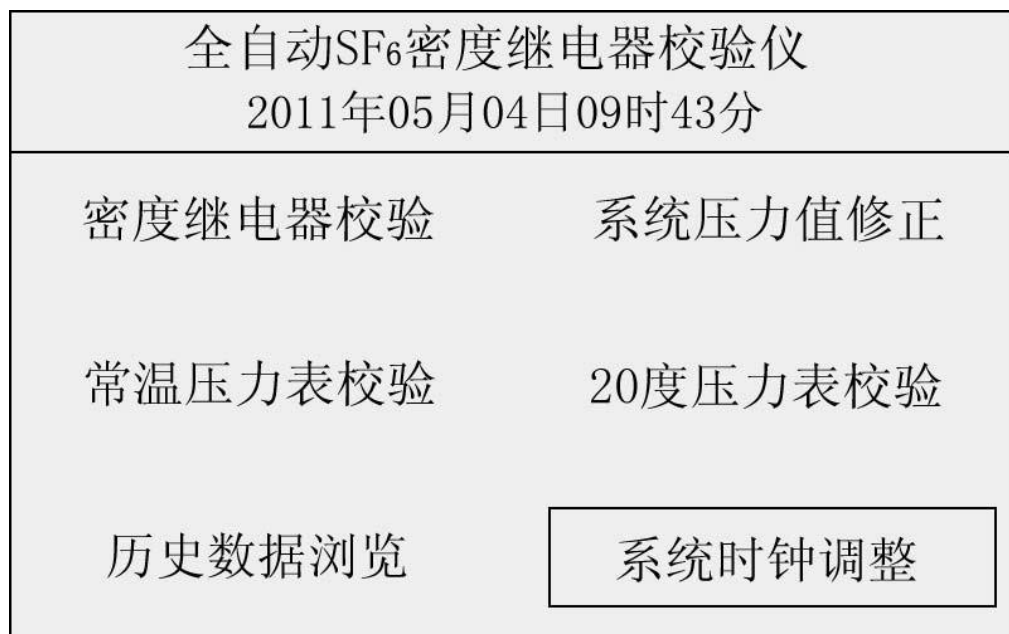 全自动SF6密度继电器校验仪
2011年05月04日09时43分
密度继电器校验 系统压力值修正
常温压力表校验 20度压力表校验
历史数据浏览 系统时钟调整